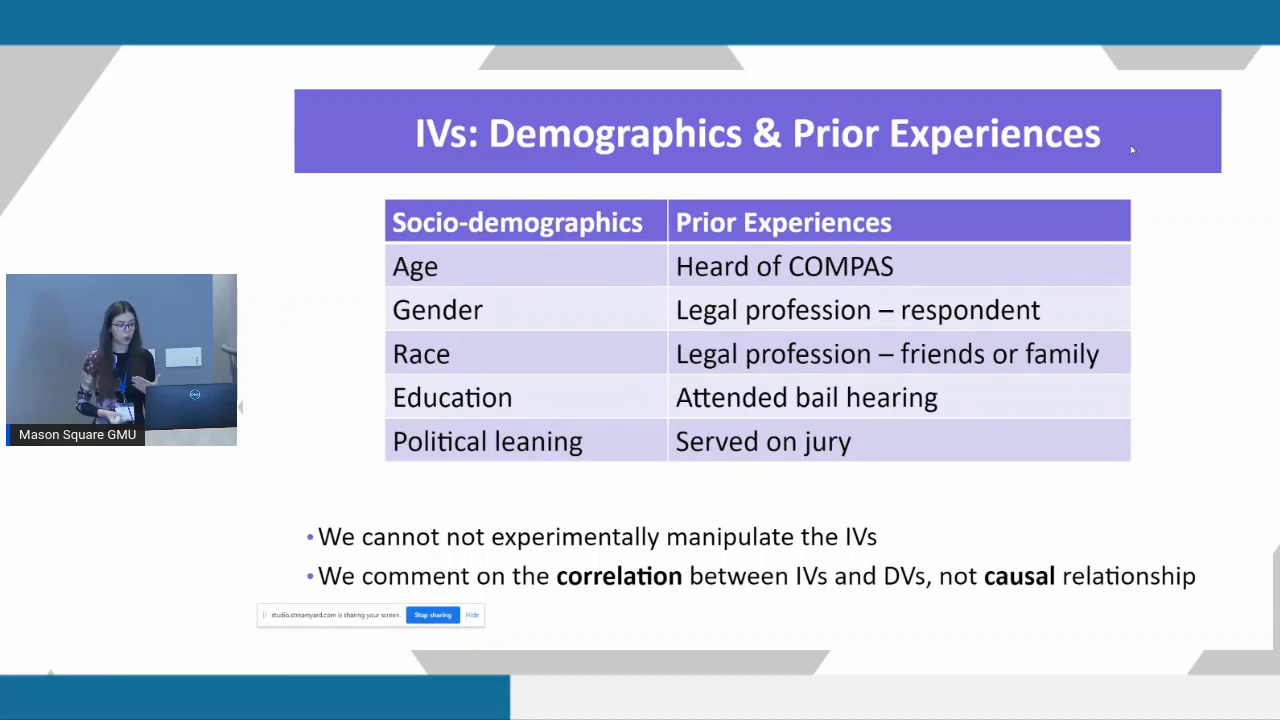 IVs: Demographics & Prior Experiences
Socio-demographics Prior Experiences
Age Heard of COMPAS
Gender Legal profession – respondent
Race Legal profession – friends or family
Education Attended bail hearing
Political leaning Served on jury
• We cannot not experimentally manipulate the IVs
• We comment on the correlation between IVs and DVs, not causal relationship
studio.streamyard.com is sharing your screen. Stop sharing Hide
DELL
Mason Square GMU